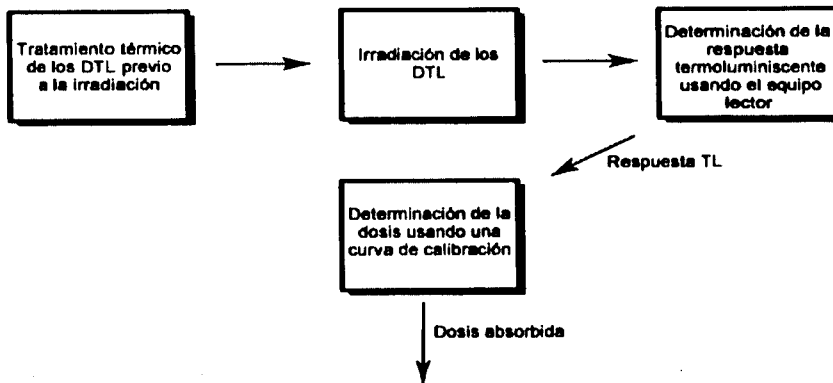 Tratamiento térmico
de los DTL previo
a la irradiación
Irradiación de los
DTL
Determinación de la
respuesta
termoluminiscente
usando el equipo
lector
Respuesta TL
Determinación de la
dosis usando una
curva de calibración
Dosis absorbida